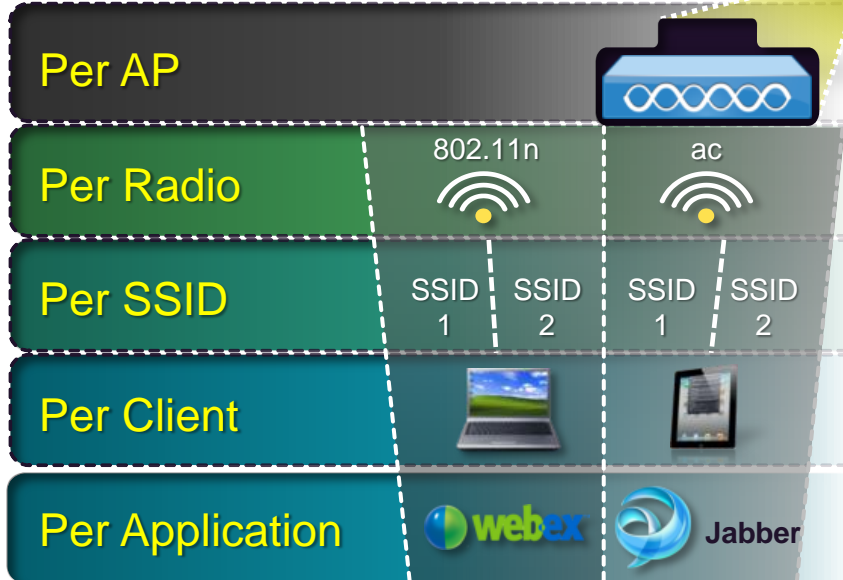 Per AP
Per Radio
802.11n
ac
Per SSID
SSID 1
SSID 2
SSID 1
SSID 2
Per Client
Per Application
webex
Jabber